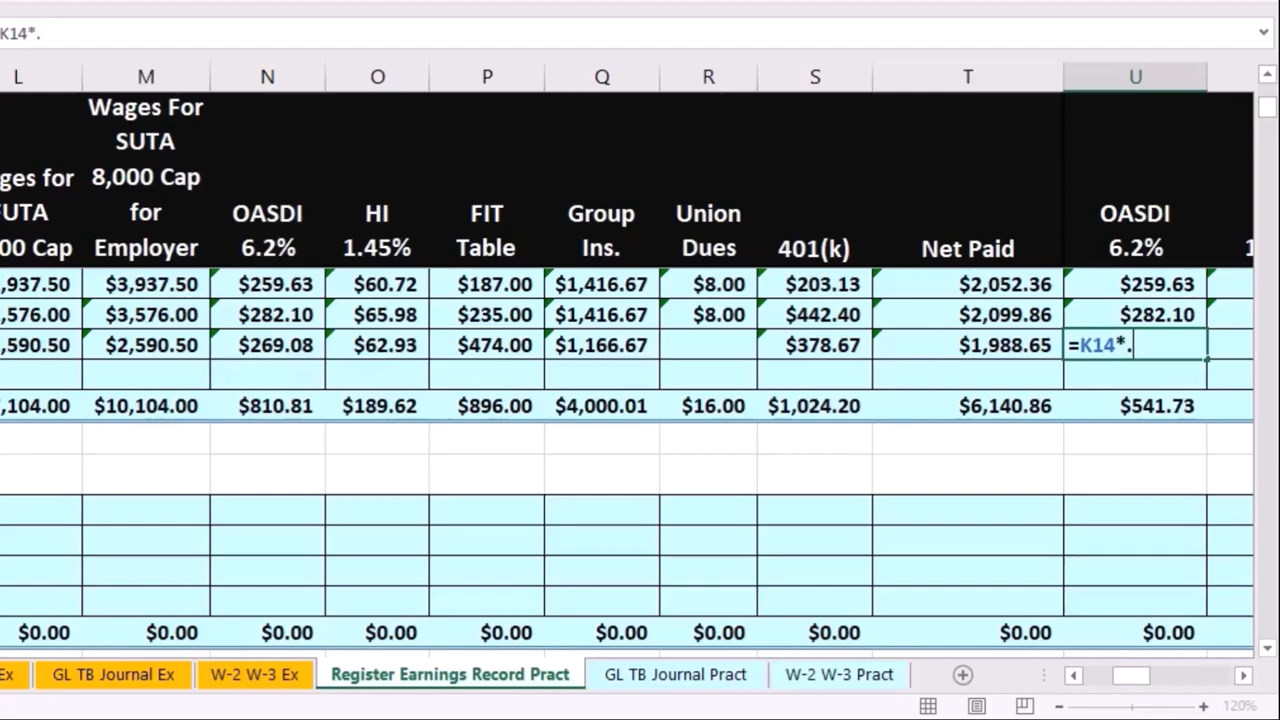 K14*.
L M N O P Q R S T U
Wages For
SUTA
ges for 8,000 Cap
UTA for OASDI HI FIT Group Union OASDI
00 Cap Employer 6.2% 1.45% Table Ins. Dues 401(k) Net Paid 6.2% 1
,937.50 $3,937.50 $259.63 $60.72 $187.00 $1,416.67 $8.00 $203.13 $2,052.36 $259.63
,576.00 $3,576.00 $282.10 $65.98 $235.00 $1,416.67 $8.00 $442.40 $2,099.86 $282.10
,590.50 $2,590.50 $269.08 $62.93 $474.00 $1,166.67 $378.67 $1,988.65 =K14*.
,104.00 $10,104.00 $810.81 $189.62 $896.00 $4,000.01 $16.00 $1,024.20 $6,140.86 $541.73
$0.00 $0.00 $0.00 $0.00 $0.00 $0.00 $0.00 $0.00 $0.00 $0.00
Ex GL TB Journal Ex W-2 W-3 Ex Register Earnings Record Pract GL TB Journal Pract W-2 W-3 Pract
120%